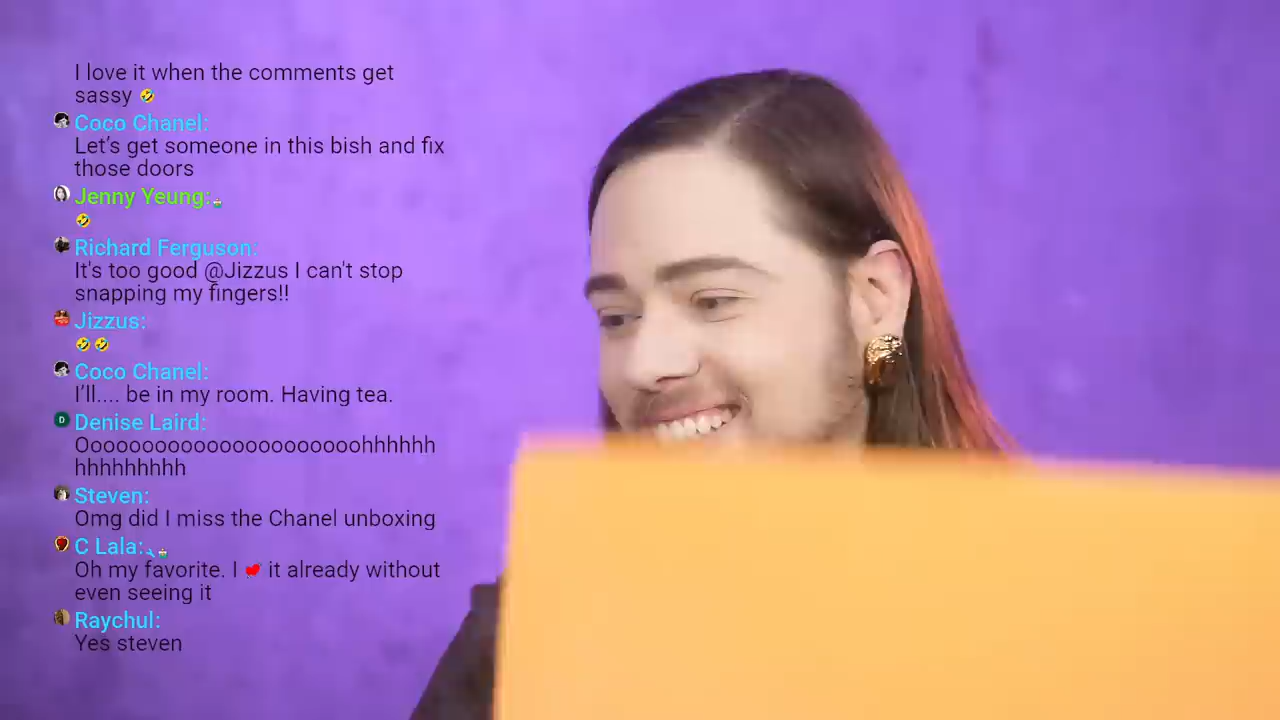 I love it when the comments get
sassy 🤣
Coco Chanel:
Let's get someone in this bish and fix
those doors
Jenny Yeung:
🤣
Richard Ferguson:
It's too good @Jizzus I can't stop
snapping my fingers!!
Jizzus:
🤣🤣
Coco Chanel:
I'll.... be in my room. Having tea.
D
Denise Laird:
Ooooooooooooooooooooohhhhhh
hhhhhhhhh
Steven:
Omg did I miss the Chanel unboxing
C Lala:
Oh my favorite. I 💘 it already without
even seeing it
Raychul:
Yes steven